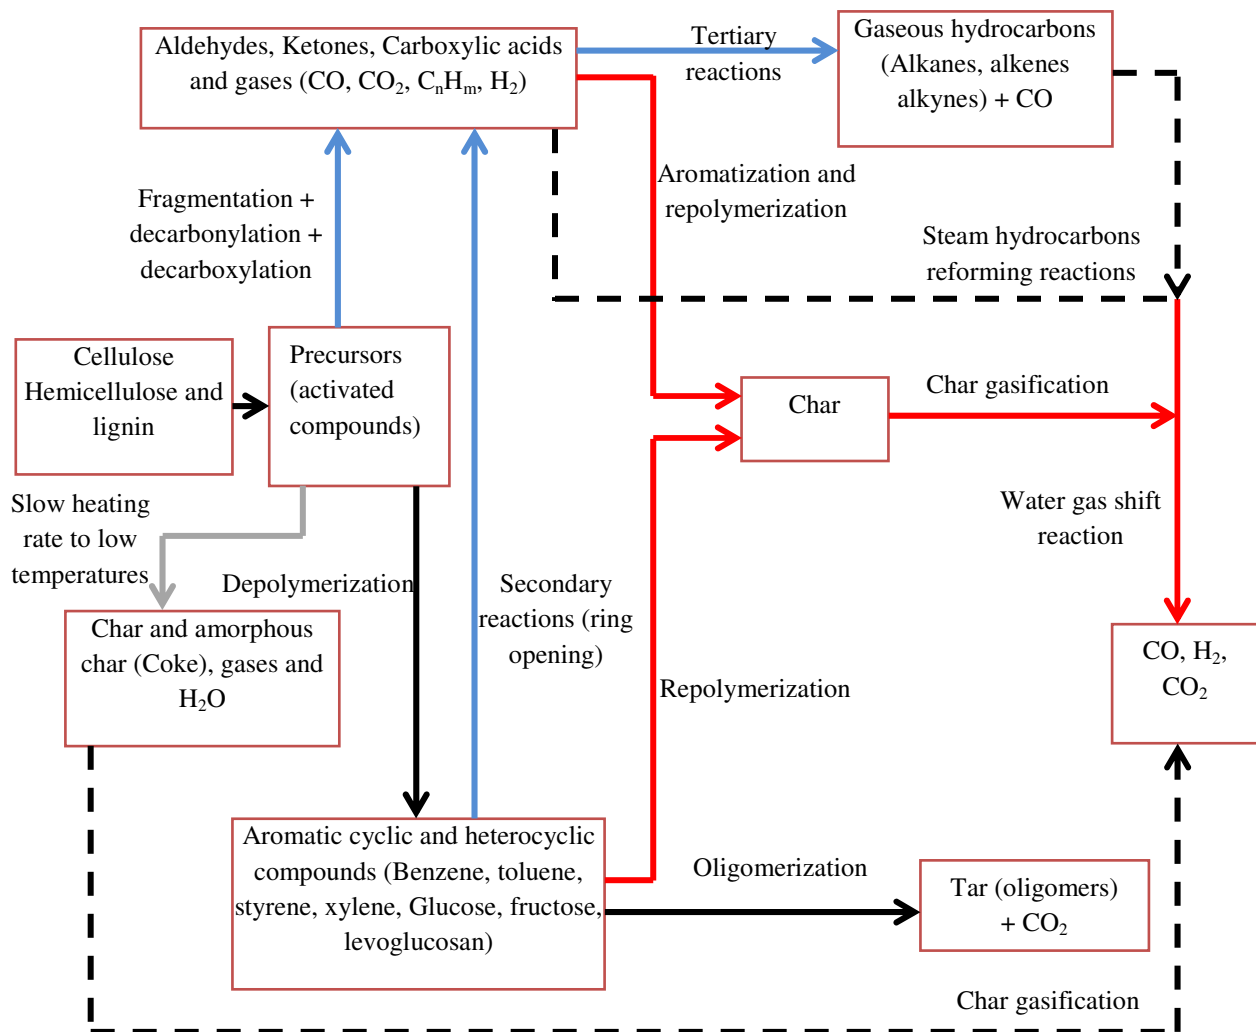 Aldehydes, Ketones, Carboxylic acids
and gases (CO, CO₂, CₙHₘ, H₂)
Tertiary
reactions
Gaseous hydrocarbons
(Alkanes, alkenes
alkynes) + CO
Fragmentation +
decarbonylation +
decarboxylation
Aromatization and
repolymerization
Steam hydrocarbons
reforming reactions
Cellulose
Hemicellulose and
lignin
Precursors
(activated
compounds)
Char
Char gasification
Slow heating
rate to low
temperatures
Depolymerization
Secondary
reactions (ring
opening)
Water gas shift
reaction
Char and amorphous
char (Coke), gases and
H₂O
Repolymerization
CO, H₂,
CO₂
Aromatic cyclic and heterocyclic
compounds (Benzene, toluene,
styrene, xylene, Glucose, fructose,
levoglucosan)
Oligomerization
Tar (oligomers)
+ CO₂
Char gasification